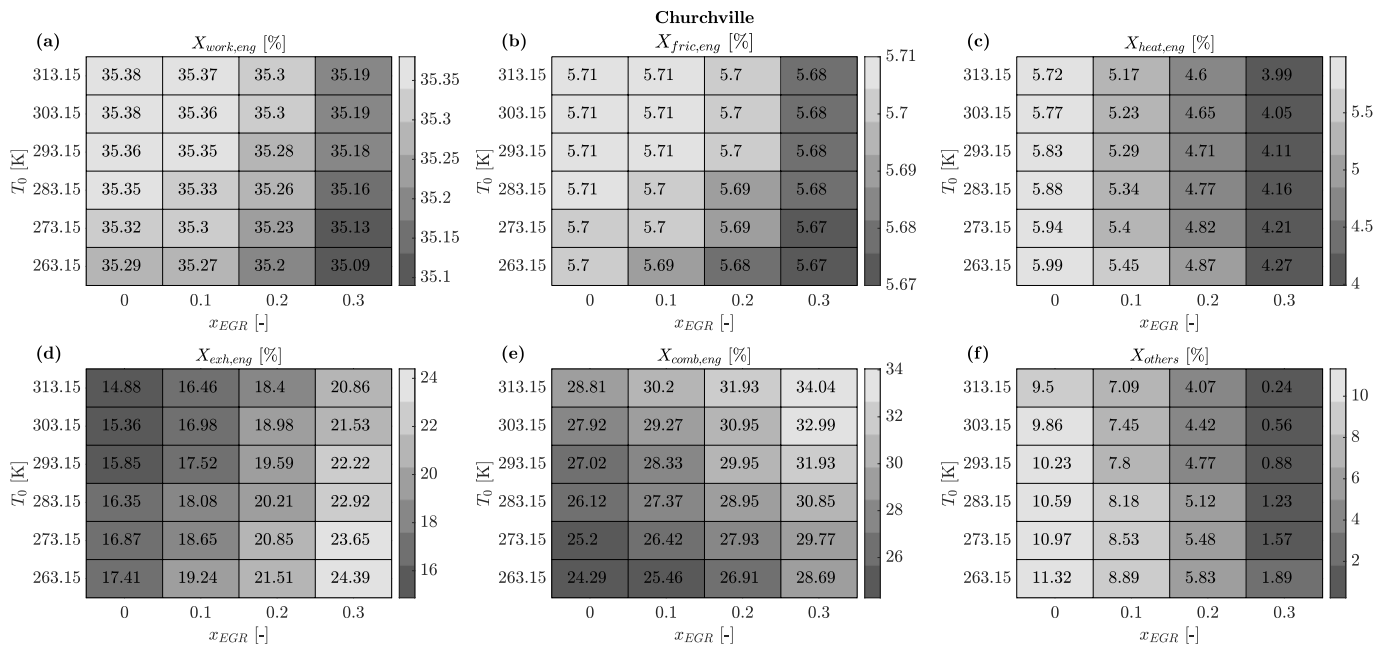 Churchville
(a) X_work,eng [%]
313.15 35.38 35.37 35.3 35.19
303.15 35.38 35.36 35.3 35.19
293.15 35.36 35.35 35.28 35.18
283.15 35.35 35.33 35.26 35.16
273.15 35.32 35.3 35.23 35.13
263.15 35.29 35.27 35.2 35.09
T_0 [K]
0 0.1 0.2 0.3
x_EGR [-]
35.35
35.3
35.25
35.2
35.15
35.1
(b) X_fric,eng [%]
313.15 5.71 5.71 5.7 5.68
303.15 5.71 5.71 5.7 5.68
293.15 5.71 5.71 5.7 5.68
283.15 5.71 5.7 5.69 5.68
273.15 5.7 5.7 5.69 5.67
263.15 5.7 5.69 5.68 5.67
T_0 [K]
0 0.1 0.2 0.3
x_EGR [-]
5.71
5.7
5.69
5.68
5.67
(c) X_heat,eng [%]
313.15 5.72 5.17 4.6 3.99
303.15 5.77 5.23 4.65 4.05
293.15 5.83 5.29 4.71 4.11
283.15 5.88 5.34 4.77 4.16
273.15 5.94 5.4 4.82 4.21
263.15 5.99 5.45 4.87 4.27
T_0 [K]
0 0.1 0.2 0.3
x_EGR [-]
5.5
5
4.5
4
(d) X_exh,eng [%]
313.15 14.88 16.46 18.4 20.86
303.15 15.36 16.98 18.98 21.53
293.15 15.85 17.52 19.59 22.22
283.15 16.35 18.08 20.21 22.92
273.15 16.87 18.65 20.85 23.65
263.15 17.41 19.24 21.51 24.39
T_0 [K]
0 0.1 0.2 0.3
x_EGR [-]
24
22
20
18
16
(e) X_comb,eng [%]
313.15 28.81 30.2 31.93 34.04
303.15 27.92 29.27 30.95 32.99
293.15 27.02 28.33 29.95 31.93
283.15 26.12 27.37 28.95 30.85
273.15 25.2 26.42 27.93 29.77
263.15 24.29 25.46 26.91 28.69
T_0 [K]
0 0.1 0.2 0.3
x_EGR [-]
34
32
30
28
26
(f) X_others [%]
313.15 9.5 7.09 4.07 0.24
303.15 9.86 7.45 4.42 0.56
293.15 10.23 7.8 4.77 0.88
283.15 10.59 8.18 5.12 1.23
273.15 10.97 8.53 5.48 1.57
263.15 11.32 8.89 5.83 1.89
T_0 [K]
0 0.1 0.2 0.3
x_EGR [-]
10
8
6
4
2